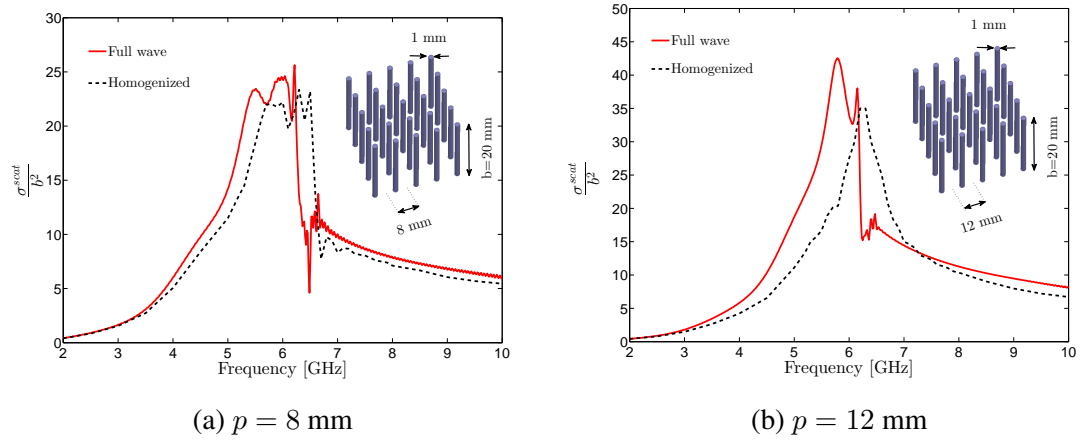 30
25
20
15
10
5
0
2 3 4 5 6 7 8 9 10
Frequency [GHz]
σ^{scat}
b²
Full wave
Homogenized
1 mm
b=20 mm
8 mm
(a) p = 8 mm
50
45
40
35
30
25
20
15
10
5
0
2 3 4 5 6 7 8 9 10
Frequency [GHz]
σ^{scat}
b²
Full wave
Homogenized
1 mm
b=20 mm
12 mm
(b) p = 12 mm